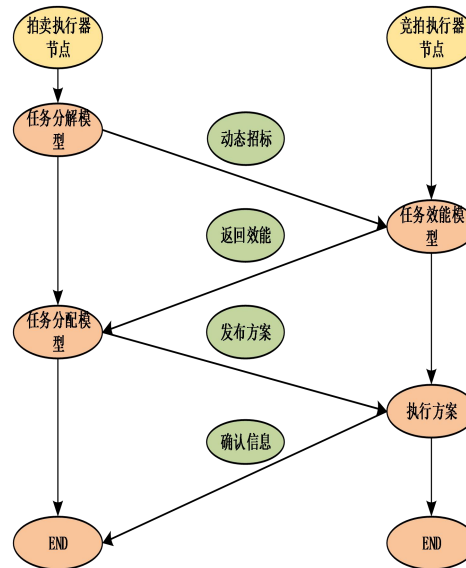 拍卖执行器
节点
竞拍执行器
节点
任务分解模
型
动态招标
任务效能模
型
返回效能
任务分配模
型
发布方案
执行方案
确认信息
END
END